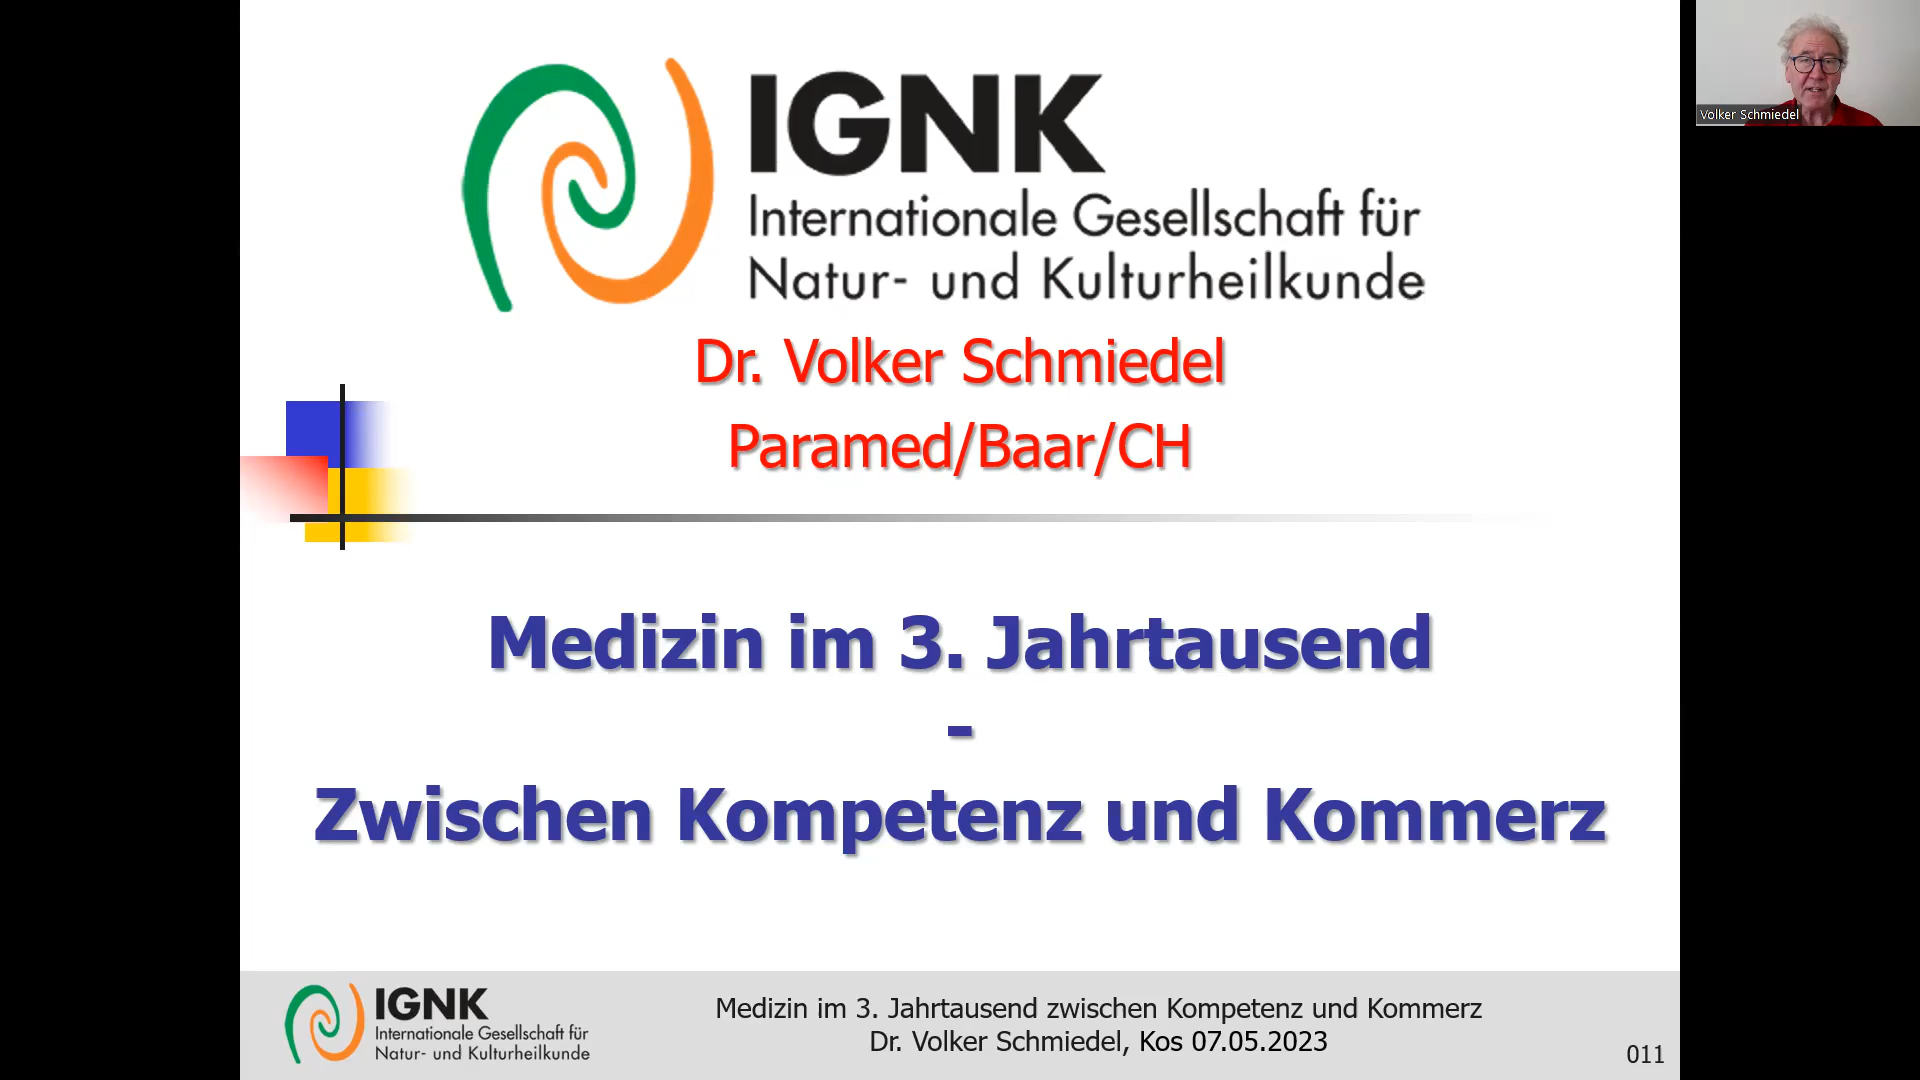 IGNK
Internationale Gesellschaft für
Natur- und Kulturheilkunde
Volker Schmiedel
Dr. Volker Schmiedel
Paramed/Baar/CH
Medizin im 3. Jahrtausend
-
Zwischen Kompetenz und Kommerz
IGNK
Internationale Gesellschaft für
Natur- und Kulturheilkunde
Medizin im 3. Jahrtausend zwischen Kompetenz und Kommerz
Dr. Volker Schmiedel, Kos 07.05.2023
011